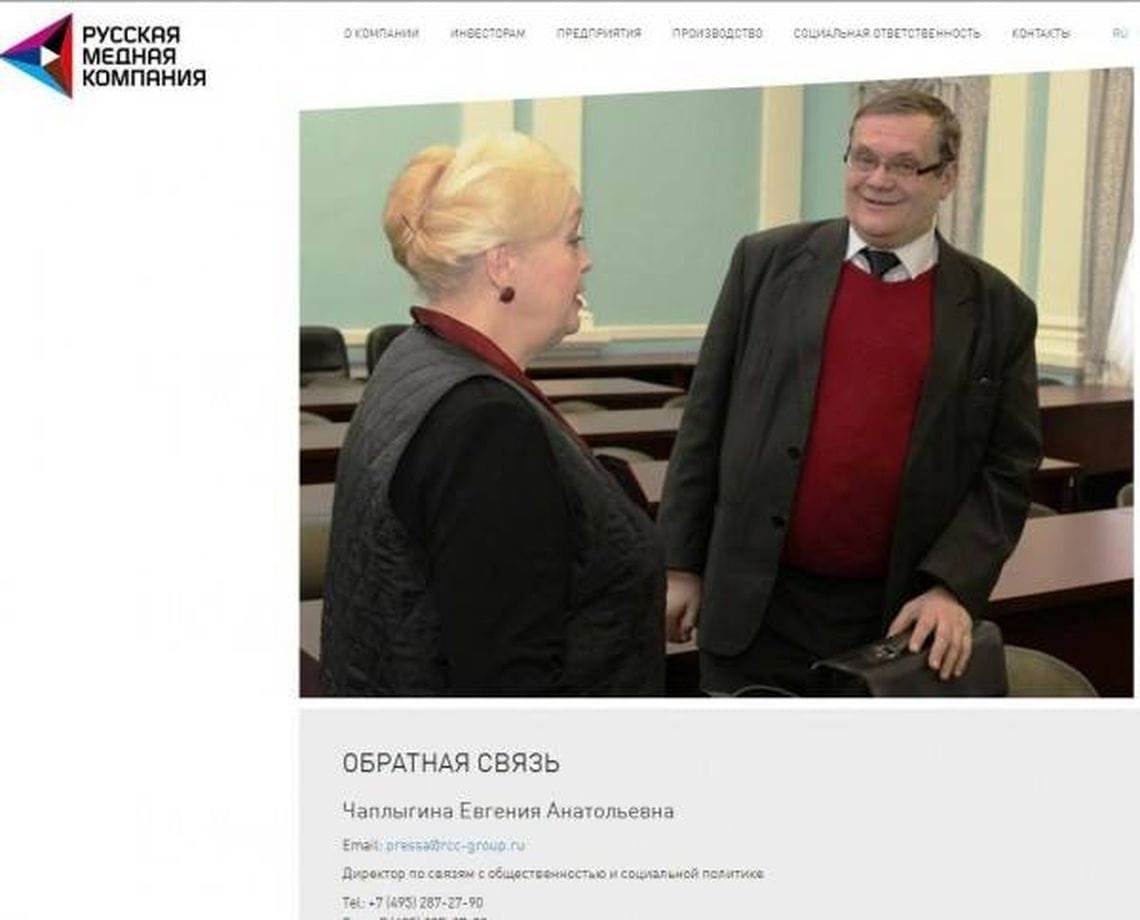 РУССКАЯ
МЕДНАЯ
КОМПАНИЯ
О КОМПАНИИ ИНВЕСТОРАМ ПРЕДПРИЯТИЯ ПРОИЗВОДСТВО СОЦИАЛЬНАЯ ОТВЕТСТВЕННОСТЬ КОНТАКТЫ RU
ОБРАТНАЯ СВЯЗЬ
Чаплыгина Евгения Анатольевна
Email: pressa@rcc-group.ru
Директор по связям с общественностью и социальной политике
Tel.: +7 (495) 287-27-90